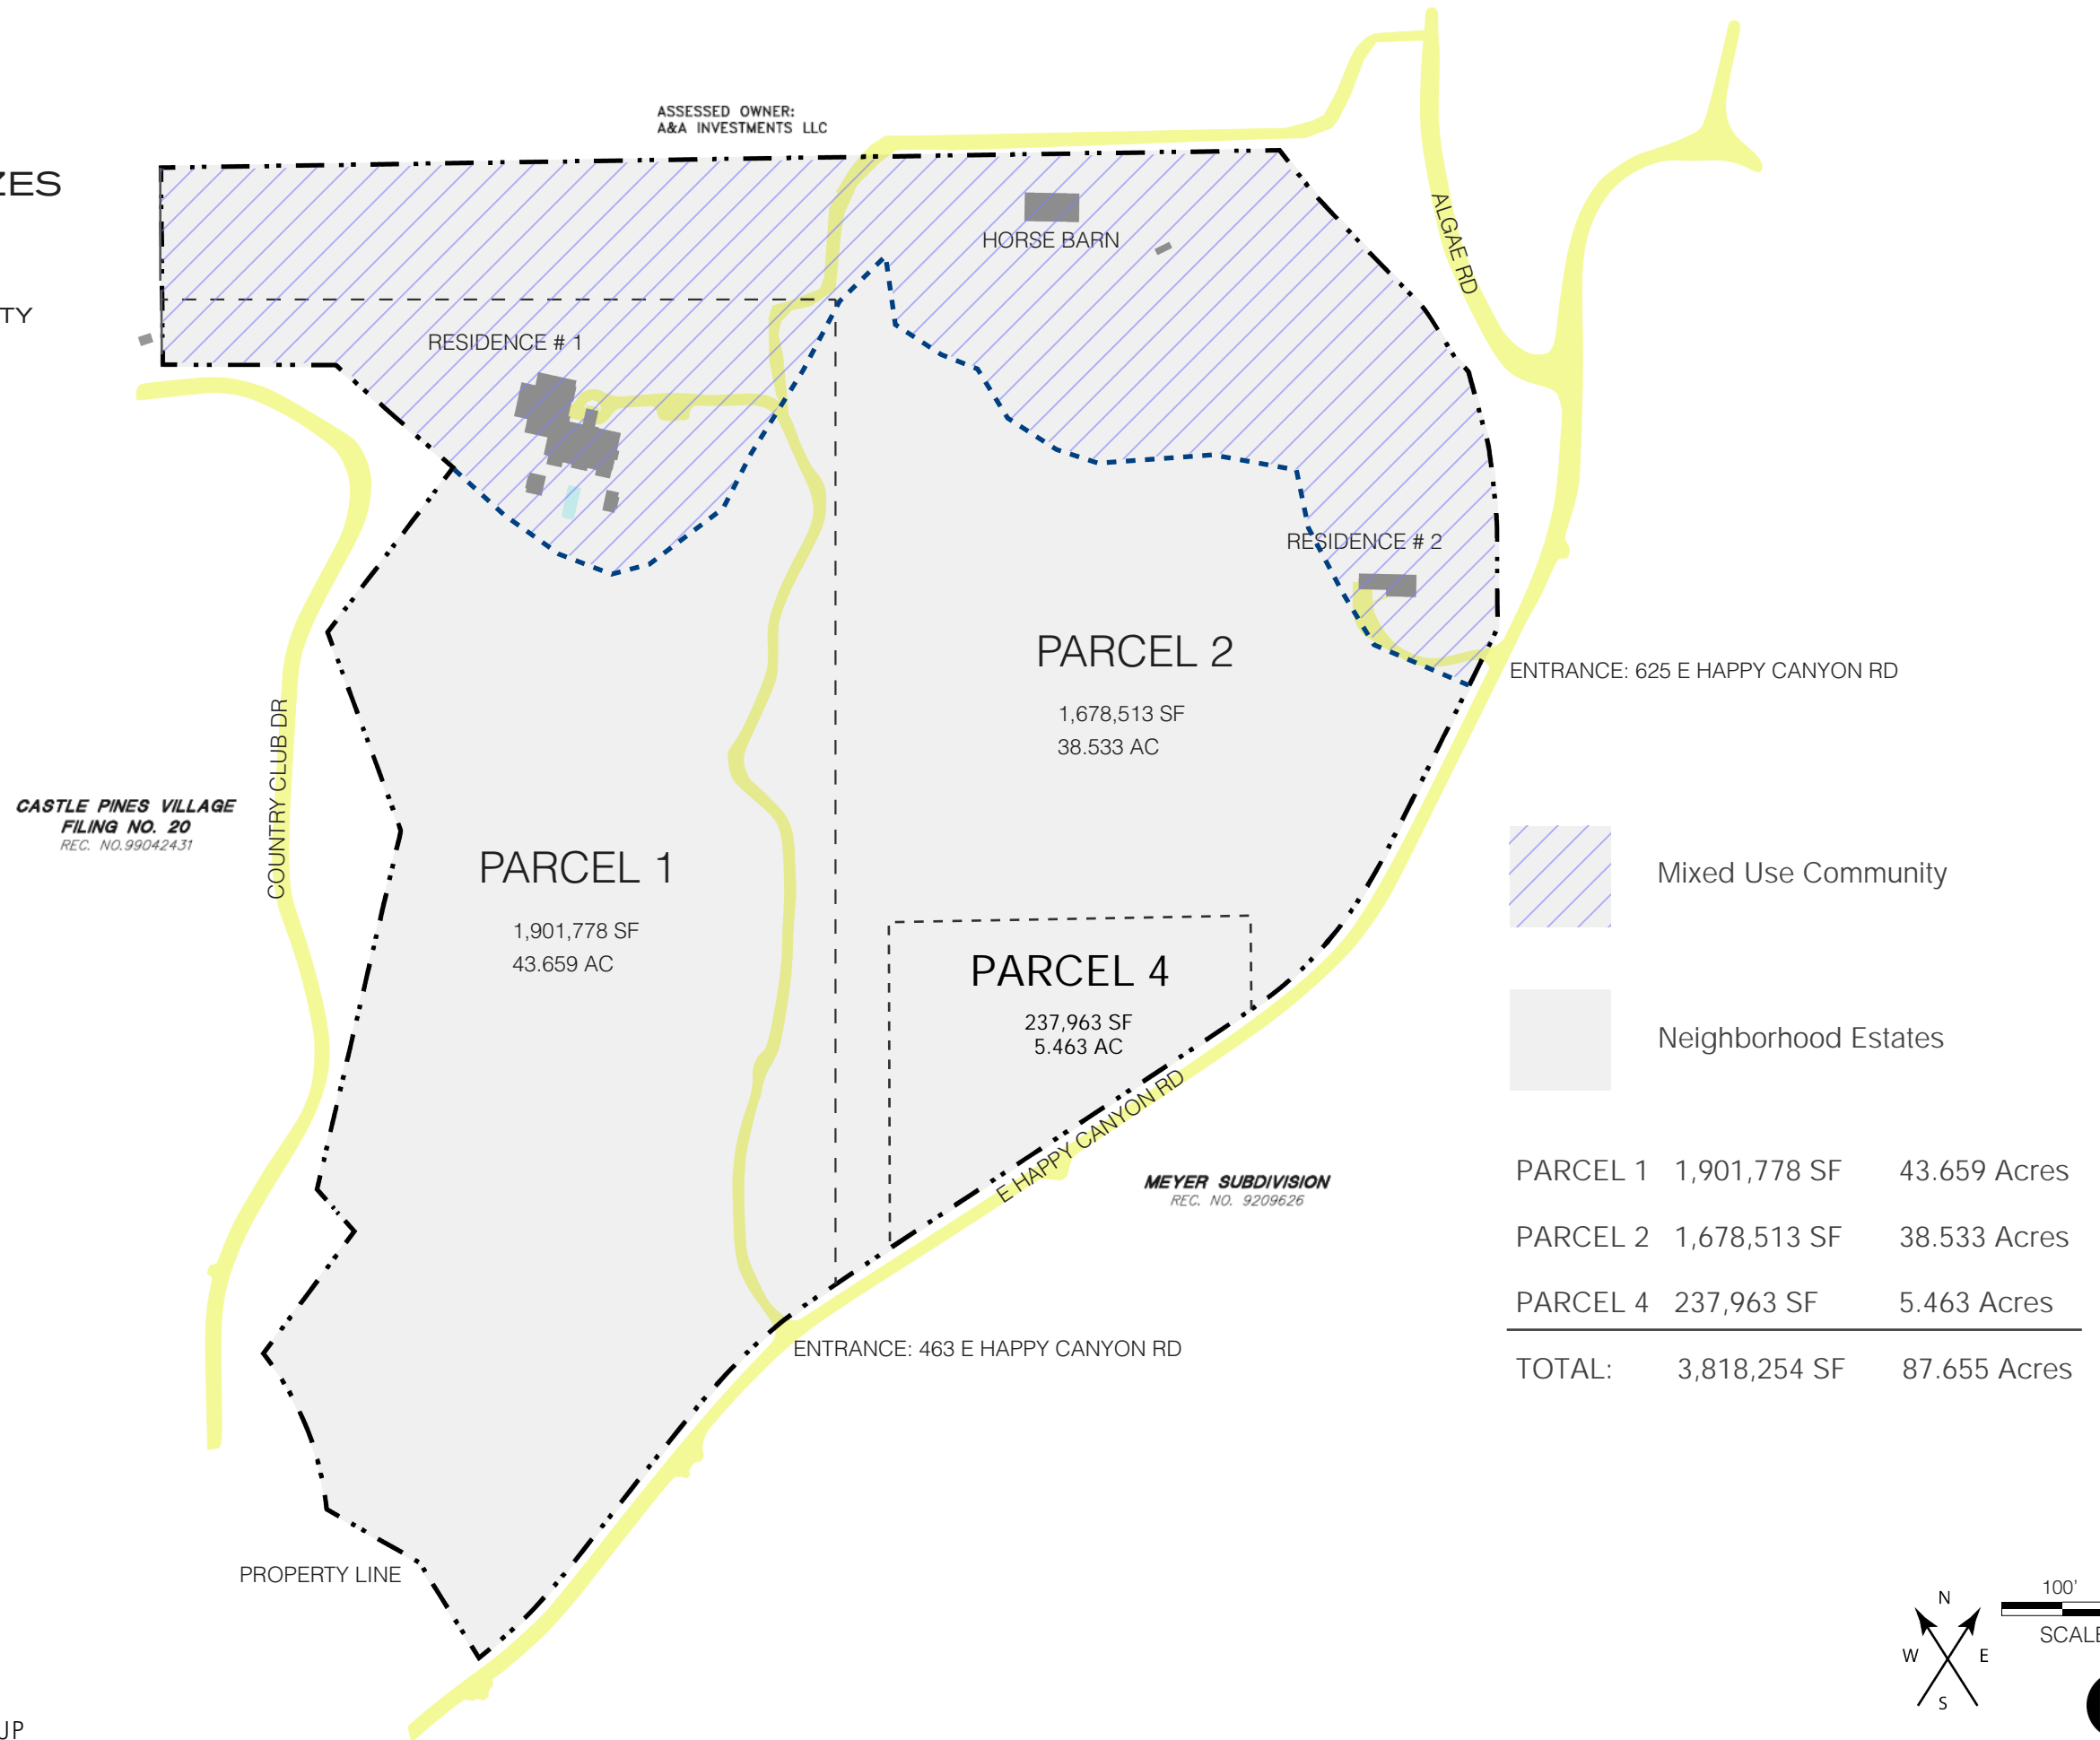 ASSESSED OWNER:
A&A INVESTMENTS LLC
ZES
TY
HORSE BARN
ALGAE RD
RESIDENCE # 1
RESIDENCE # 2
PARCEL 2
1,678,513 SF
38.533 AC
ENTRANCE: 625 E HAPPY CANYON RD
COUNTRY CLUB DR
CASTLE PINES VILLAGE
FILING NO. 20
REC. NO.99042431
PARCEL 1
1,901,778 SF
43.659 AC
Mixed Use Community
PARCEL 4
237,963 SF
5.463 AC
Neighborhood Estates
E HAPPY CANYON RD
MEYER SUBDIVISION
REC. NO. 9209626
PARCEL 1 1,901,778 SF 43.659 Acres
PARCEL 2 1,678,513 SF 38.533 Acres
PARCEL 4 237,963 SF 5.463 Acres
TOTAL: 3,818,254 SF 87.655 Acres
ENTRANCE: 463 E HAPPY CANYON RD
PROPERTY LINE
N
W E
S
100'
SCALE
UP